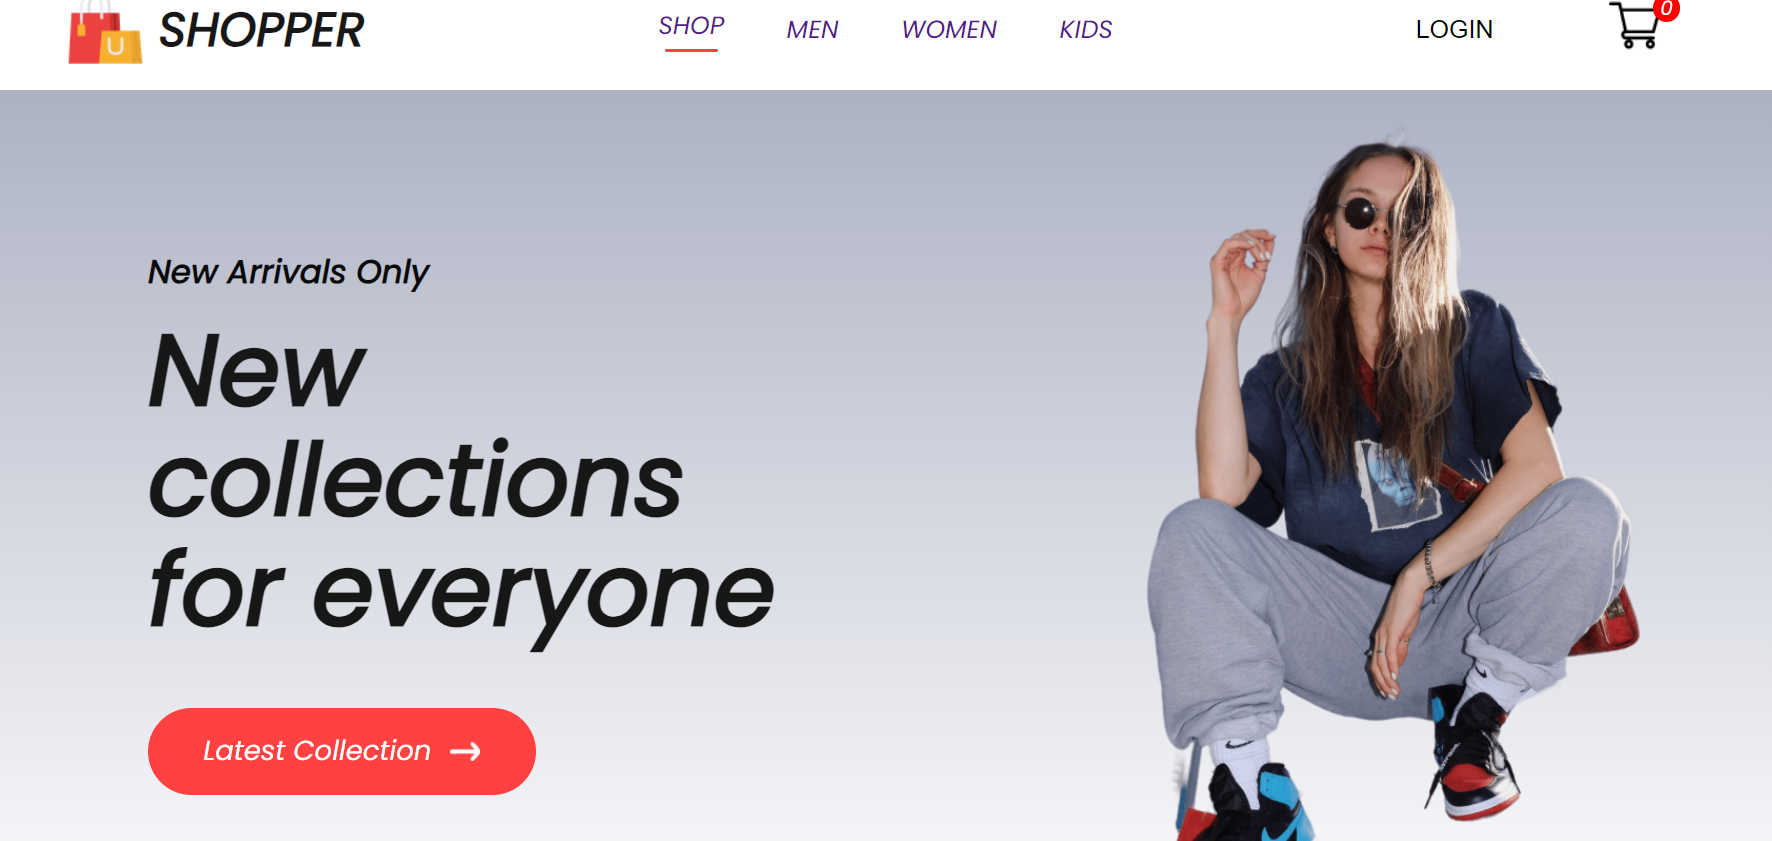 SHOPPER
SHOP MEN WOMEN KIDS
LOGIN
0
U
New Arrivals Only
New
collections
for everyone
Latest Collection →